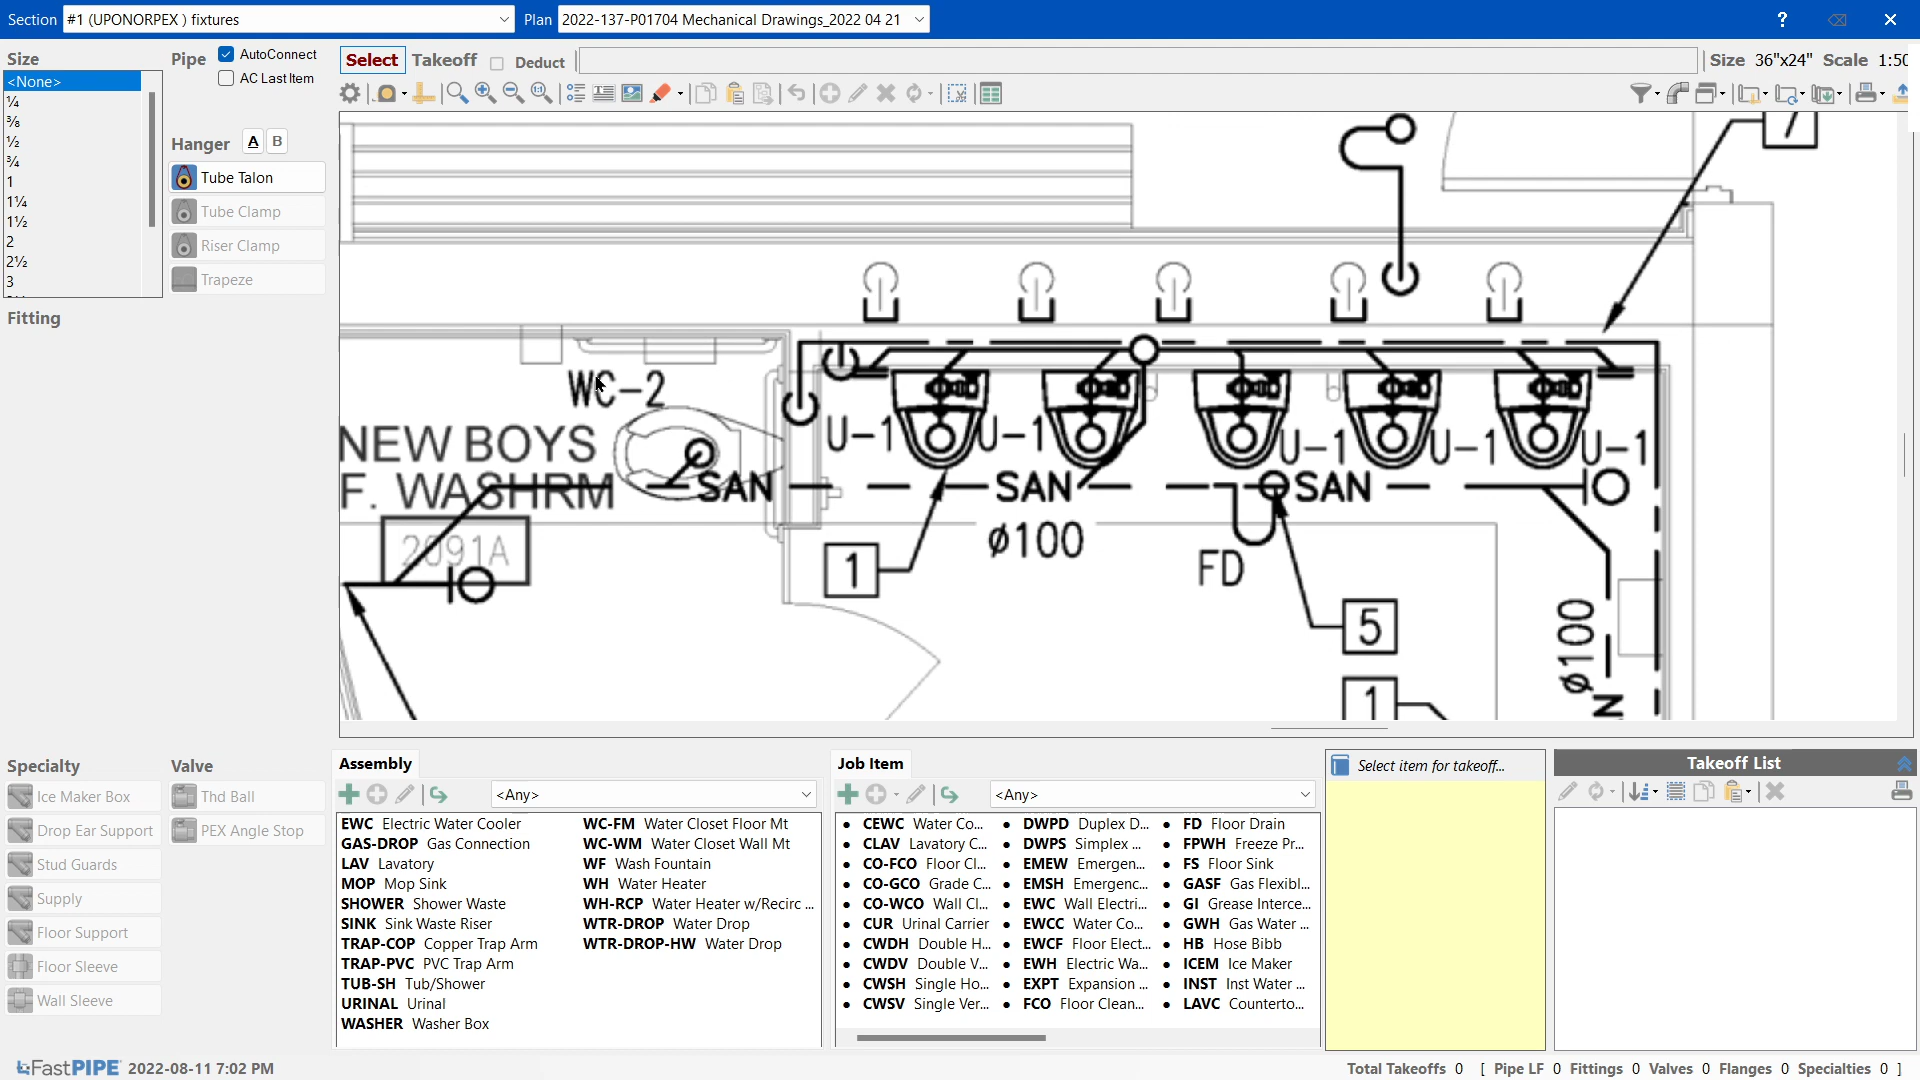 Section #1 (UPONORPEX ) fixtures Plan 2022-137-P01704 Mechanical Drawings_2022 04 21 ?
Size Pipe AutoConnect Select Takeoff Deduct Size 36"x24" Scale 1:50
<None> AC Last Item
¼
⅜
½
¾
1
1¼
1½
2
2½
3
Hanger A B
Tube Talon
Tube Clamp
Riser Clamp
Trapeze
Fitting
7
WC-2
NEW BOYS
F. WASHRM
2091A
U-1 U-1 U-1 U-1 U-1
SAN SAN SAN
ø100
1
FD
5
ø100
1
N
Specialty Valve
Ice Maker Box Thd Ball
Drop Ear Support PEX Angle Stop
Stud Guards
Supply
Floor Support
Floor Sleeve
Wall Sleeve
Assembly
<Any>
EWC Electric Water Cooler
GAS-DROP Gas Connection
LAV Lavatory
MOP Mop Sink
SHOWER Shower Waste
SINK Sink Waste Riser
TRAP-COP Copper Trap Arm
TRAP-PVC PVC Trap Arm
TUB-SH Tub/Shower
URINAL Urinal
WASHER Washer Box
WC-FM Water Closet Floor Mt
WC-WM Water Closet Wall Mt
WF Wash Fountain
WH Water Heater
WH-RCP Water Heater w/Recirc ...
WTR-DROP Water Drop
WTR-DROP-HW Water Drop
Job Item
<Any>
• CEWC Water Co...
• CLAV Lavatory C...
• CO-FCO Floor Cl...
• CO-GCO Grade C...
• CO-WCO Wall Cl...
• CUR Urinal Carrier
• CWDH Double H...
• CWDV Double V...
• CWSH Single Ho...
• CWSV Single Ver...
• DWPD Duplex D...
• DWPS Simplex ...
• EMEW Emergen...
• EMSH Emergenc...
• EWC Wall Electri...
• EWCC Water Co...
• EWCF Floor Elect...
• EWH Electric Wa...
• EXPT Expansion ...
• FCO Floor Clean...
• FD Floor Drain
• FPWH Freeze Pr...
• FS Floor Sink
• GASF Gas Flexibl...
• GI Grease Interce...
• GWH Gas Water ...
• HB Hose Bibb
• ICEM Ice Maker
• INST Inst Water ...
• LAVC Counterto...
Select item for takeoff...
Takeoff List
FastPIPE 2022-08-11 7:02 PM
Total Takeoffs 0 [ Pipe LF 0 Fittings 0 Valves 0 Flanges 0 Specialties 0 ]